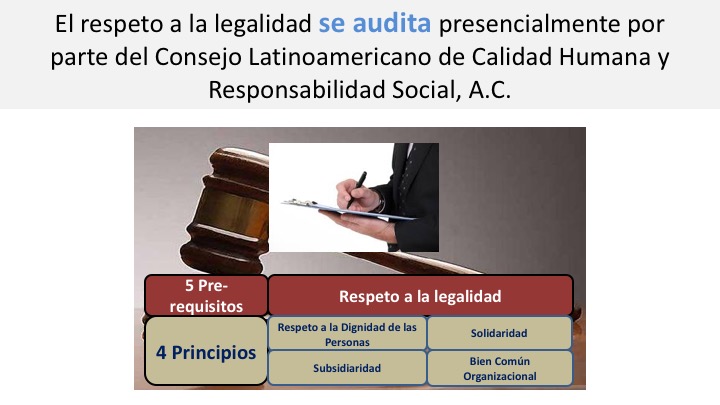 El respeto a la legalidad se audita presencialmente por
parte del Consejo Latinoamericano de Calidad Humana y
Responsabilidad Social, A.C.
5 Pre-
requisitos
Respeto a la legalidad
4 Principios
Respeto a la Dignidad de las
Personas
Solidaridad
Subsidiaridad
Bien Común
Organizacional